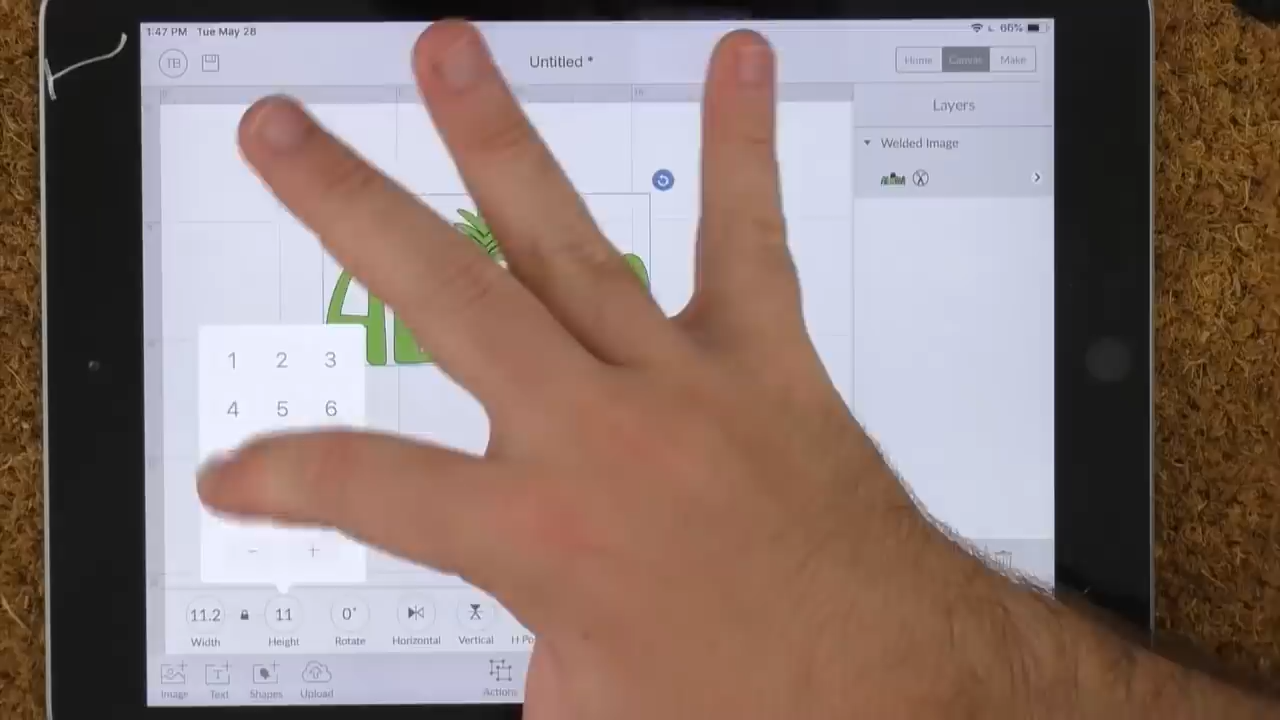 1:47 PM Tue May 28
66%
TB
Untitled *
Home Canvas Make
Layers
Welded Image
1 2 3
4 5 6
− +
11.2 11 0°
Width Height Rotate Horizontal Vertical
Image Text Shapes Upload Actions